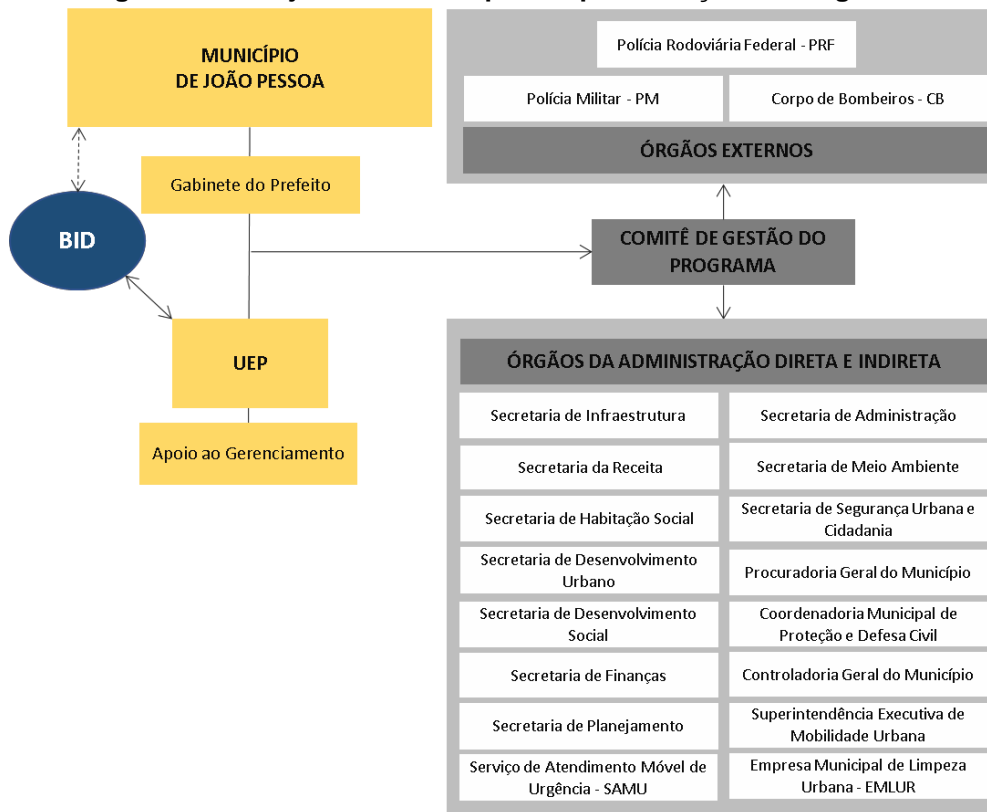 MUNICÍPIO
DE JOÃO PESSOA
Gabinete do Prefeito
BID
UEP
Apoio ao Gerenciamento
Polícia Rodoviária Federal - PRF
Polícia Militar - PM
Corpo de Bombeiros - CB
ÓRGÃOS EXTERNOS
COMITÊ DE GESTÃO DO
PROGRAMA
ÓRGÃOS DA ADMINISTRAÇÃO DIRETA E INDIRETA
Secretaria de Infraestrutura
Secretaria de Administração
Secretaria da Receita
Secretaria de Meio Ambiente
Secretaria de Habitação Social
Secretaria de Segurança Urbana e
Cidadania
Secretaria de Desenvolvimento
Urbano
Procuradoria Geral do Município
Secretaria de Desenvolvimento
Social
Coordenadoria Municipal de
Proteção e Defesa Civil
Secretaria de Finanças
Controladoria Geral do Município
Secretaria de Planejamento
Superintendência Executiva de
Mobilidade Urbana
Serviço de Atendimento Móvel de
Urgência - SAMU
Empresa Municipal de Limpeza
Urbana - EMLUR